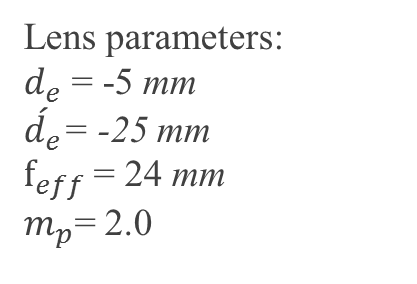 Lens parameters:
𝑑ₑ = -5 mm
𝑑́ₑ= -25 mm
f𝑒𝑓𝑓 = 24 mm
𝑚ₚ= 2.0